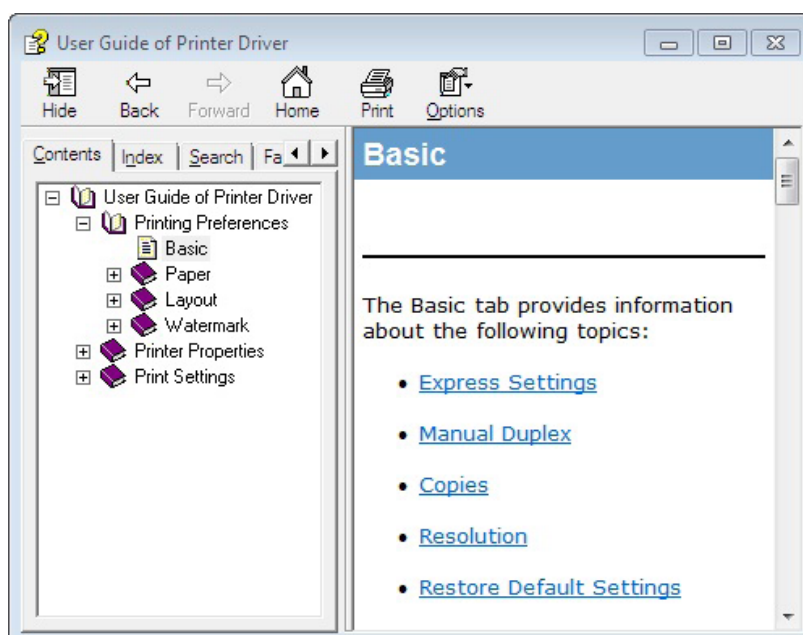 User Guide of Printer Driver
Hide Back Forward Home Print Options
Contents Index Search Fa
User Guide of Printer Driver
Printing Preferences
Basic
Paper
Layout
Watermark
Printer Properties
Print Settings
Basic
The Basic tab provides information
about the following topics:
• Express Settings
• Manual Duplex
• Copies
• Resolution
• Restore Default Settings